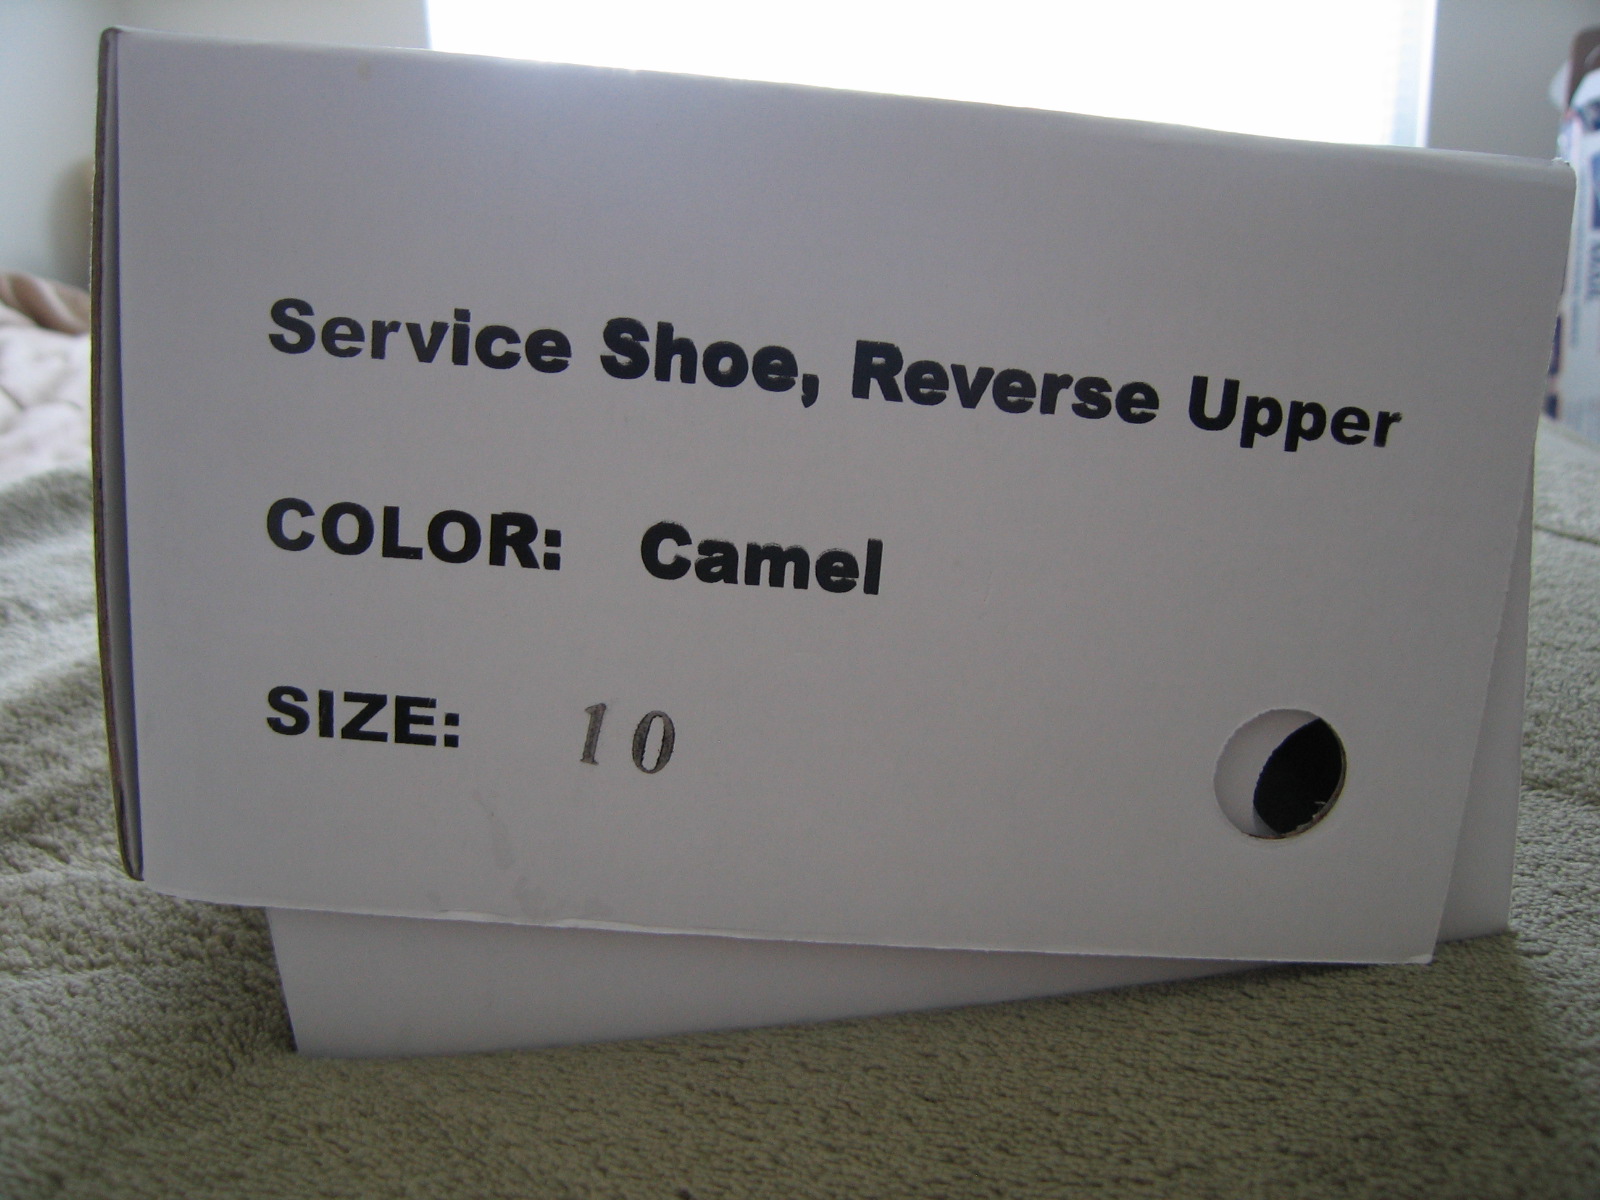 Service Shoe, Reverse Upper
COLOR: Camel
SIZE: 10